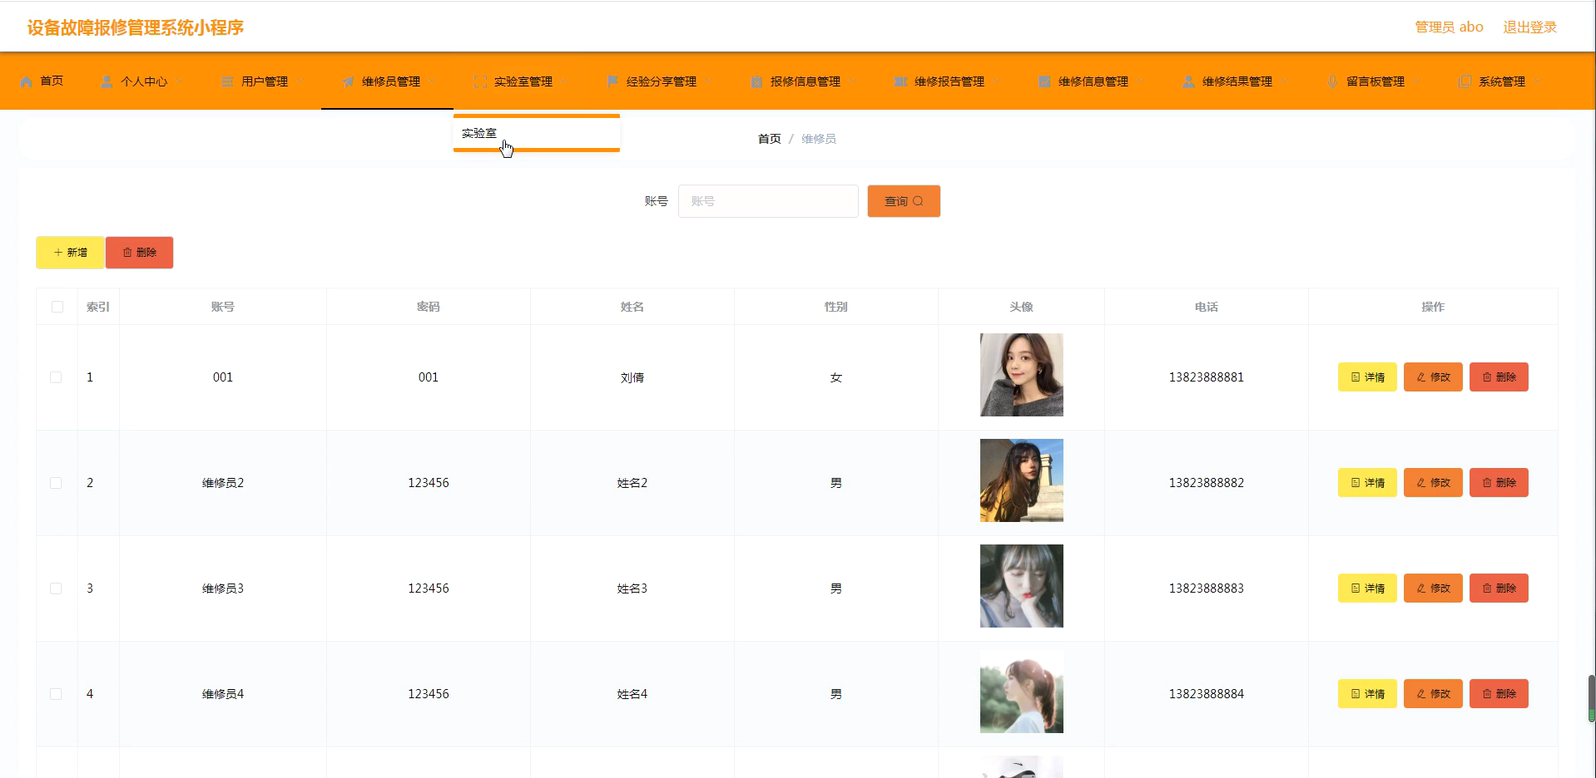 设备故障报修管理系统小程序
管理员 abo 退出登录
首页 个人中心 用户管理 维修员管理 实验室管理 经验分享管理 报修信息管理 维修报告管理 维修信息管理 维修结果管理 留言板管理 系统管理
实验室
首页 / 维修员
账号 账号 查询
新增 删除
索引 账号 密码 姓名 性别 头像 电话 操作
1 001 001 刘倩 女 13823888881 详情 修改 删除
2 维修员2 123456 姓名2 男 13823888882 详情 修改 删除
3 维修员3 123456 姓名3 男 13823888883 详情 修改 删除
4 维修员4 123456 姓名4 男 13823888884 详情 修改 删除